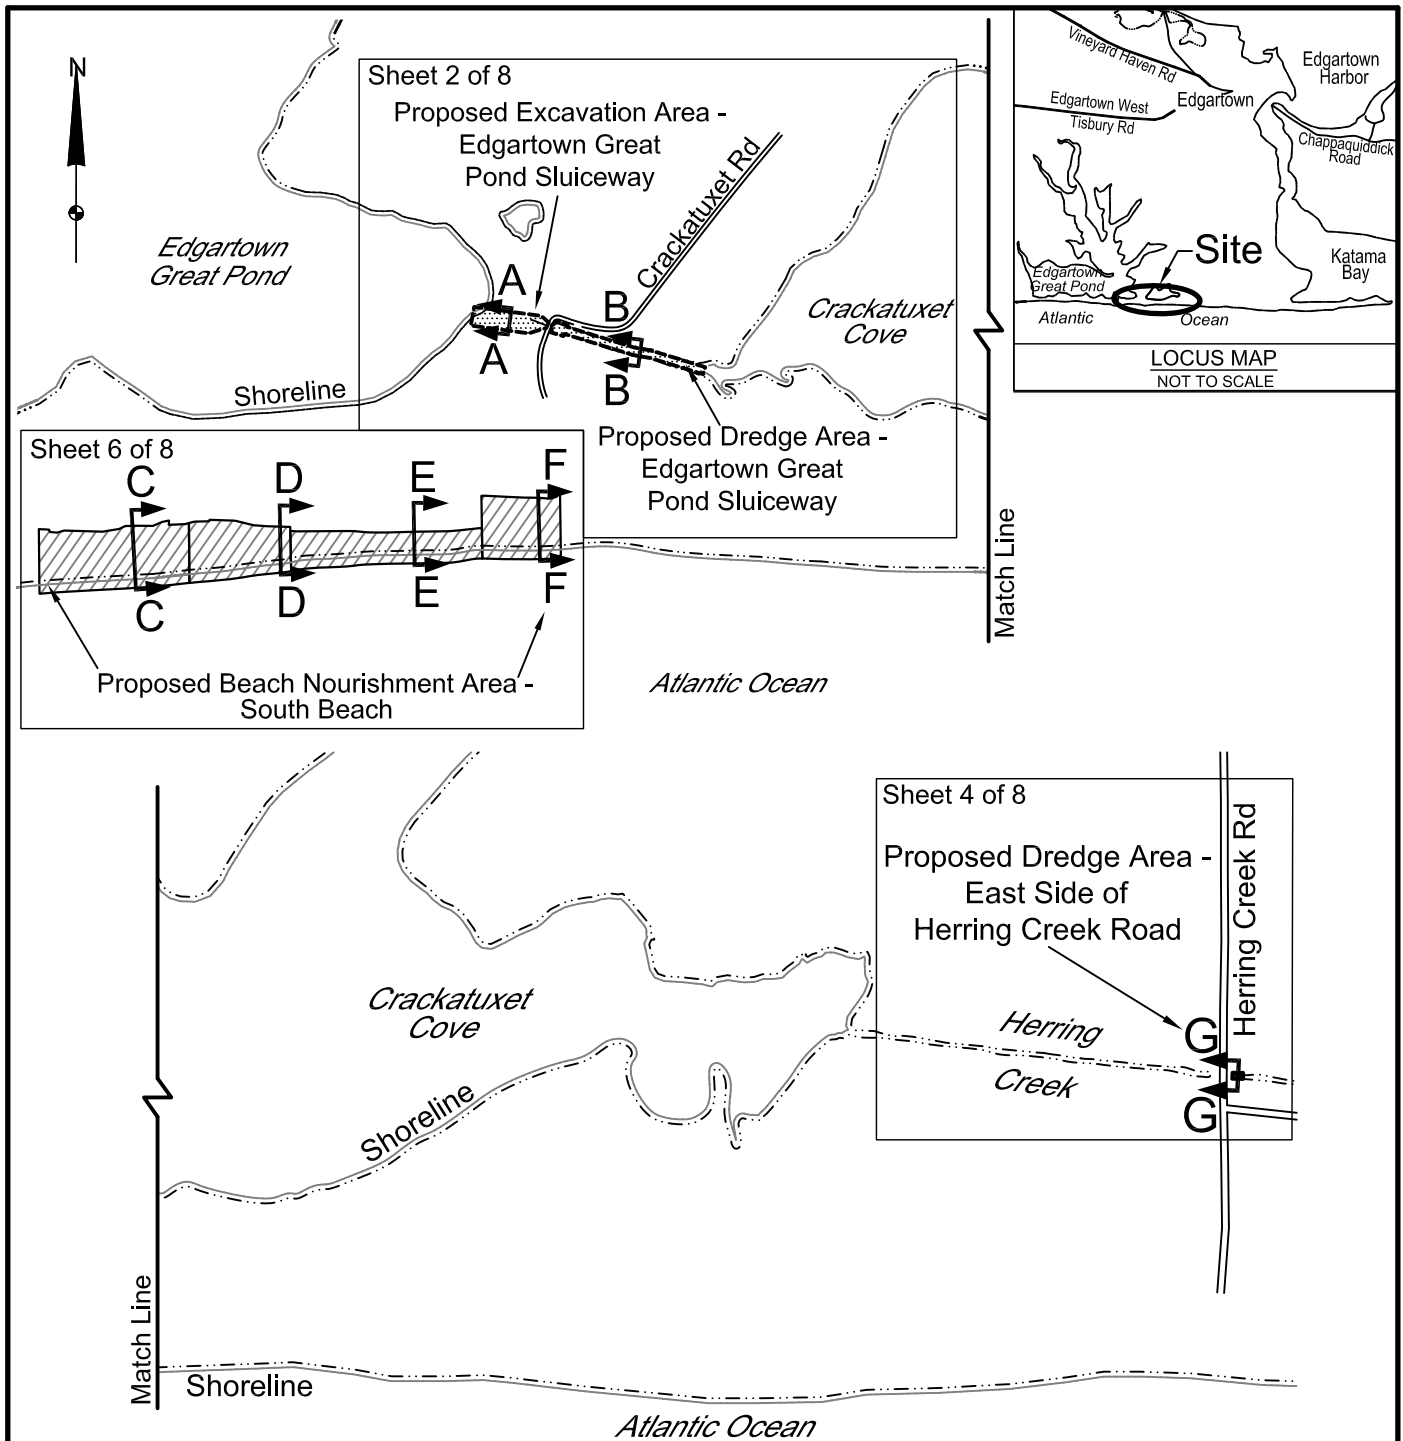 N
Sheet 2 of 8
Proposed Excavation Area -
Edgartown Great
Pond Sluiceway
Crackatuxet Rd
Edgartown
Great Pond
A
A
B
B
Crackatuxet
Cove
Shoreline
Proposed Dredge Area -
Edgartown Great
Pond Sluiceway
Match Line
Sheet 6 of 8
C
D
E
F
C
D
E
F
Proposed Beach Nourishment Area -
South Beach
Atlantic Ocean
Vineyard Haven Rd
Edgartown
Harbor
Edgartown West
Tisbury Rd
Edgartown
Chappaquiddick
Road
Site
Katama
Bay
Edgartown
Great Pond
Atlantic
Ocean
LOCUS MAP
NOT TO SCALE
Sheet 4 of 8
Proposed Dredge Area -
East Side of
Herring Creek Road
Herring Creek Rd
Crackatuxet
Cove
Herring
Creek
G
G
Shoreline
Match Line
Shoreline
Atlantic Ocean